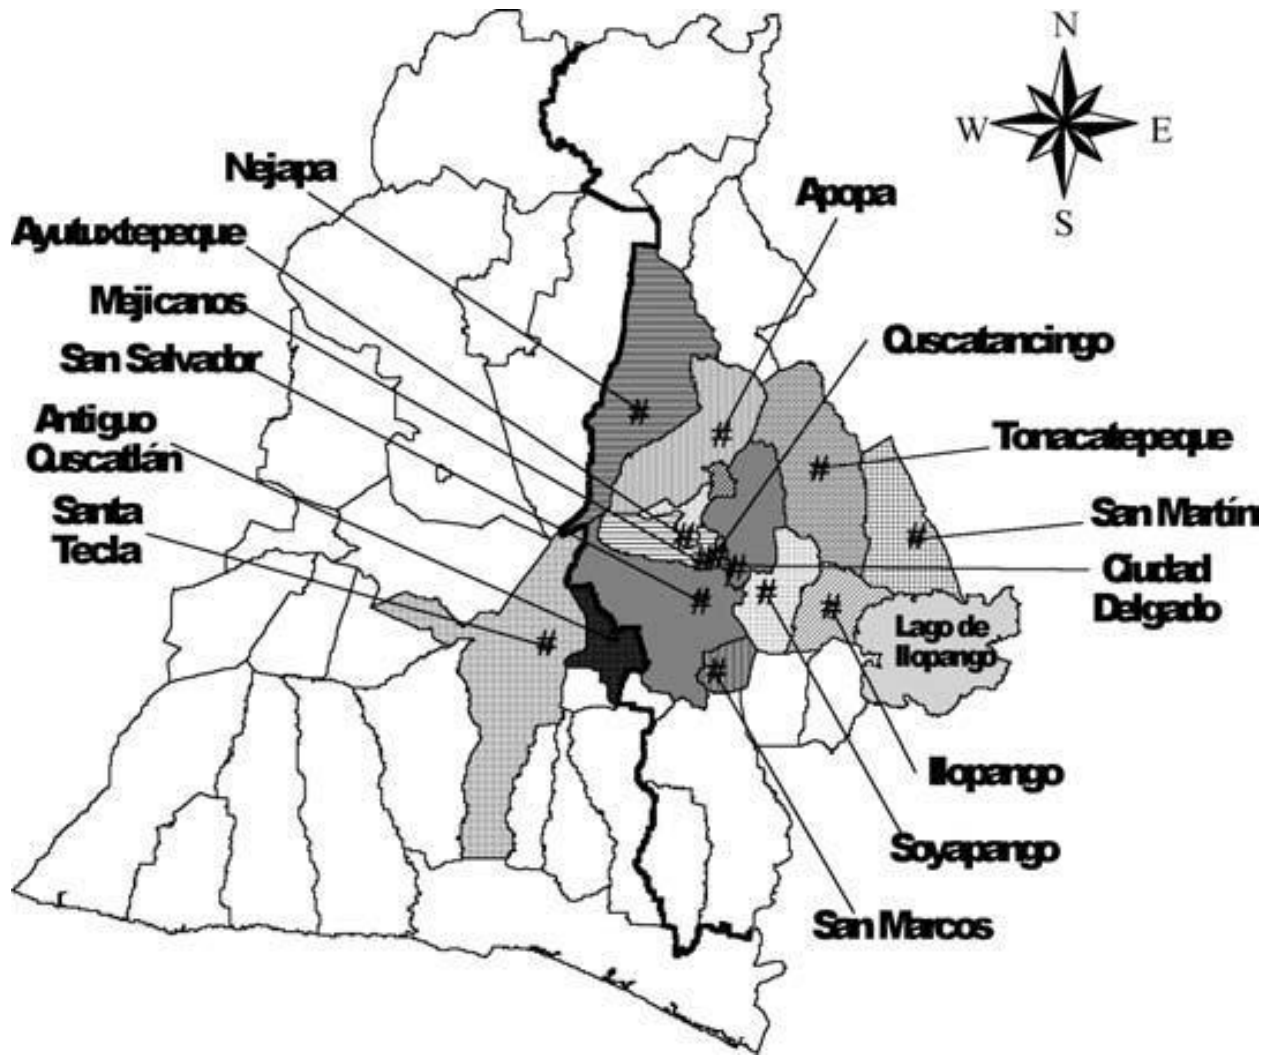 N
W E
S
Nejapa
Apopa
Ayutuxtepeque
Mejicanos
San Salvador
Cuscatancingo
Antiguo
Cuscatlán
Tonacatepeque
Santa
Tecla
San Martín
Ciudad
Delgado
Lago de
Ilopango
Ilopango
Soyapango
San Marcos